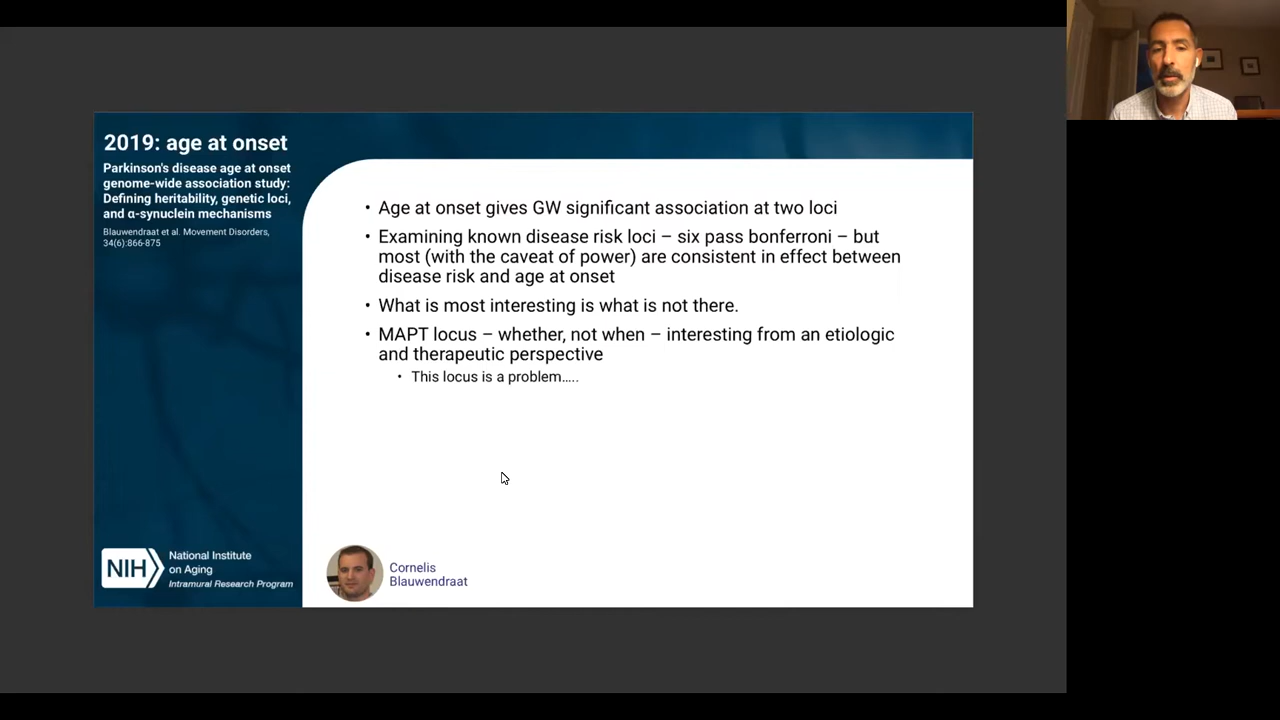 2019: age at onset
Parkinson's disease age at onset
genome-wide association study:
Defining heritability, genetic loci,
and α-synuclein mechanisms
Blauwendraat et al. Movement Disorders,
34(6):866-875
• Age at onset gives GW significant association at two loci
• Examining known disease risk loci – six pass bonferroni – but
most (with the caveat of power) are consistent in effect between
disease risk and age at onset
• What is most interesting is what is not there.
• MAPT locus – whether, not when – interesting from an etiologic
and therapeutic perspective
• This locus is a problem.....
NIH
National Institute
on Aging
Intramural Research Program
Cornelis
Blauwendraat